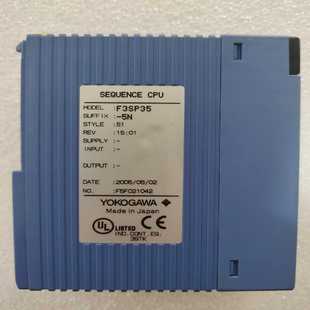 SEQUENCE CPU
MODEL : F3SP35
SUFFIX : -5N
STYLE : S1
REV : 15:01
SUPPLY : -
INPUT : -
OUTPUT : -
DATE : 2005/05/02
NO. : F5F021042
YOKOGAWA
Made in Japan
UL LISTED
IND. CONT. EQ.